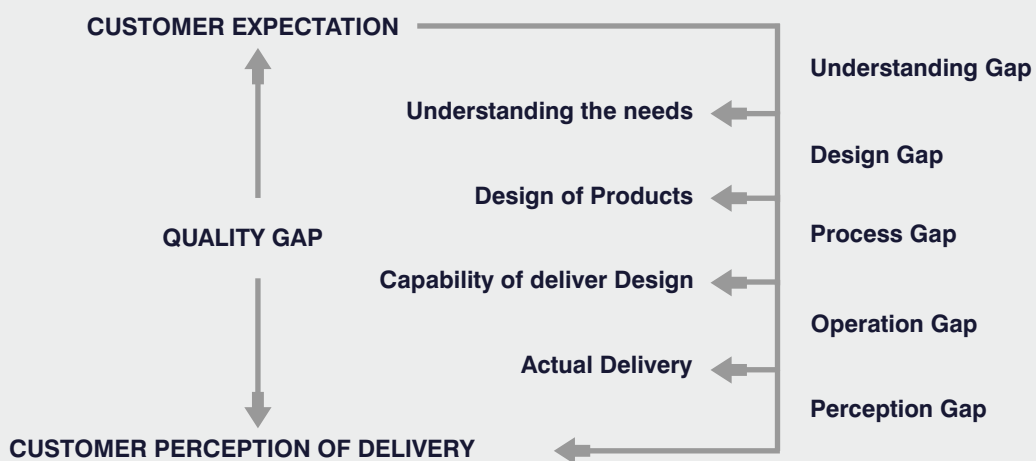 CUSTOMER EXPECTATION
Understanding Gap
Understanding the needs
Design Gap
Design of Products
Process Gap
QUALITY GAP
Capability of deliver Design
Operation Gap
Actual Delivery
Perception Gap
CUSTOMER PERCEPTION OF DELIVERY